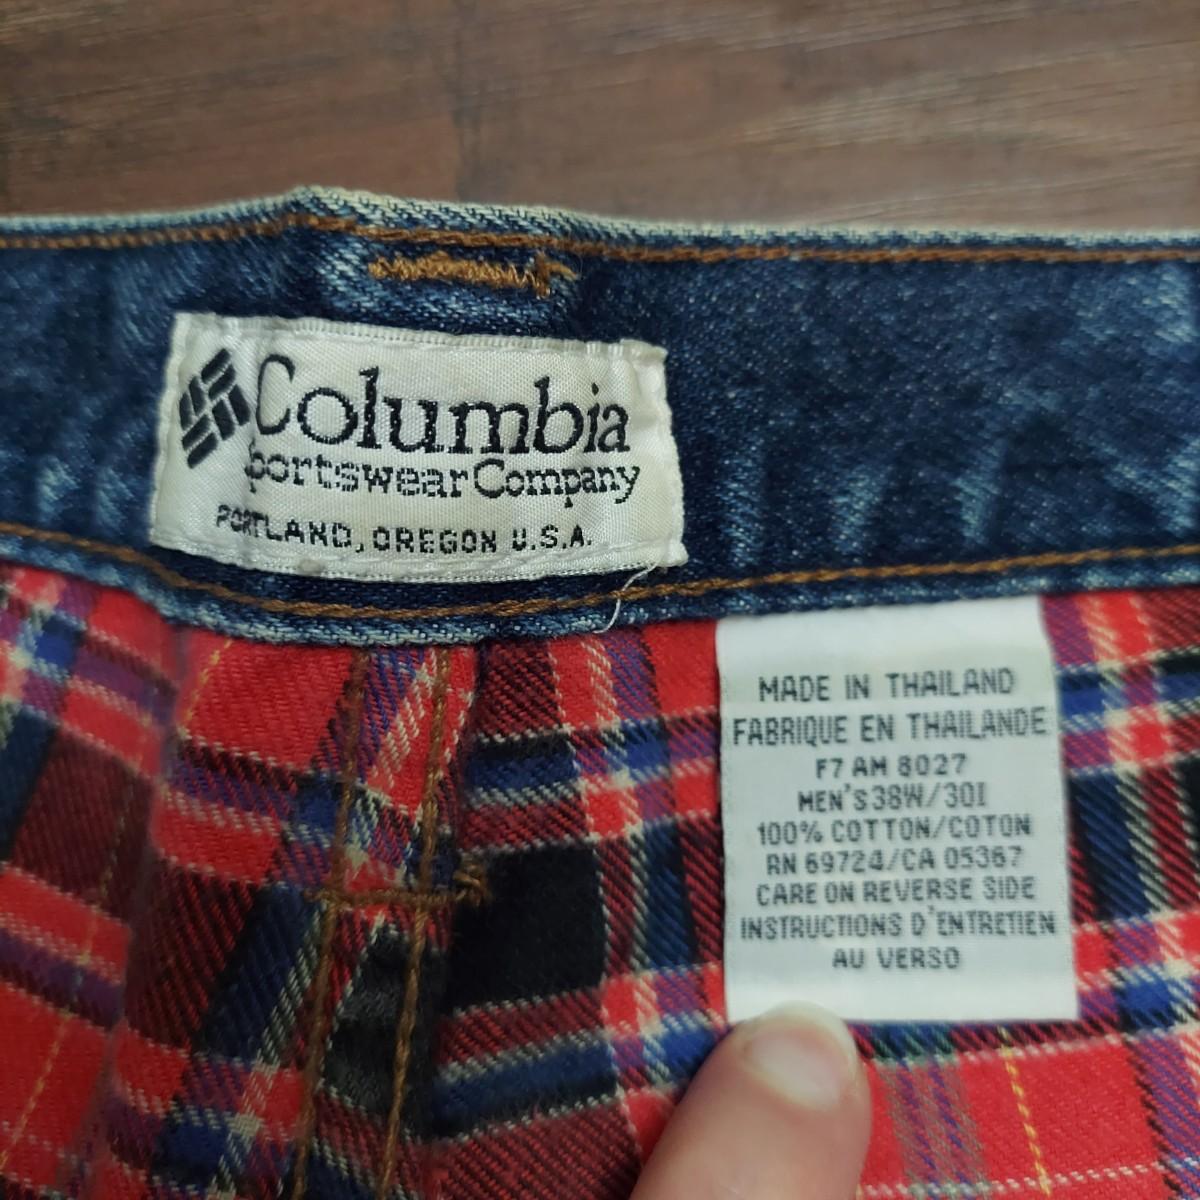 Columbia
Sportswear Company
PORTLAND, OREGON U.S.A.
MADE IN THAILAND
FABRIQUE EN THAILANDE
F7 AM 8027
MEN'S 38W/30I
100% COTTON/COTON
RN 69724/CA 05367
CARE ON REVERSE SIDE
INSTRUCTIONS D'ENTRETIEN
AU VERSO